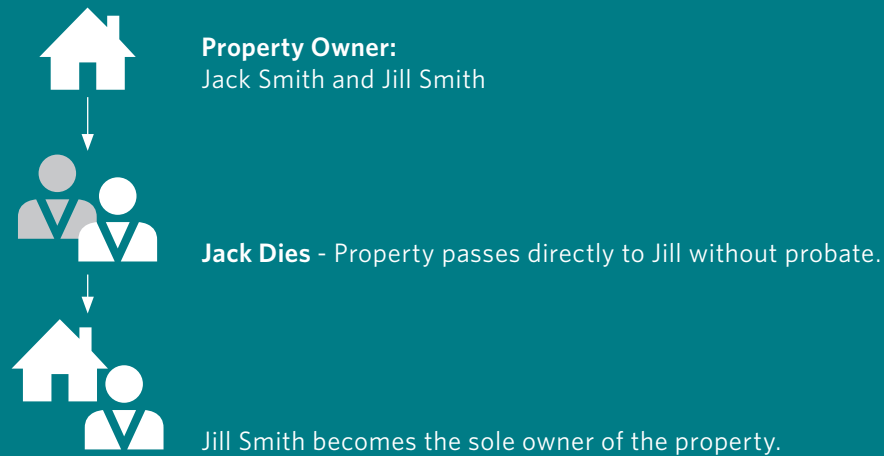 Property Owner:
Jack Smith and Jill Smith
Jack Dies - Property passes directly to Jill without probate.
Jill Smith becomes the sole owner of the property.